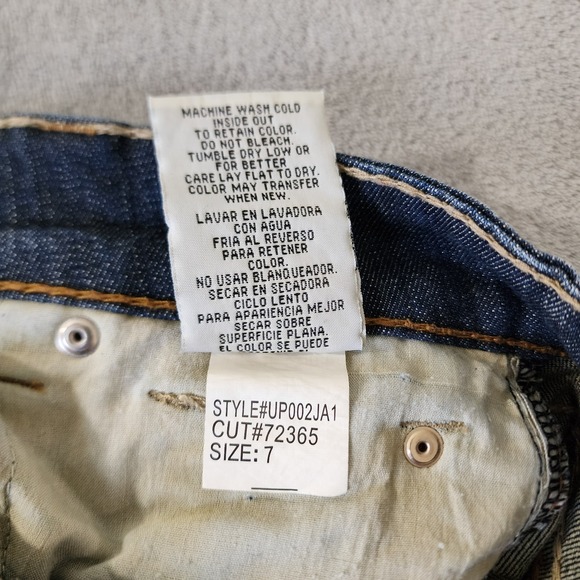 MACHINE WASH COLD
INSIDE OUT
TO RETAIN COLOR.
DO NOT BLEACH.
TUMBLE DRY LOW OR
FOR BETTER
CARE LAY FLAT TO DRY.
COLOR MAY TRANSFER
WHEN NEW.
LAVAR EN LAVADORA
CON AGUA
FRIA AL REVERSO
PARA RETENER
COLOR.
NO USAR BLANQUEADOR.
SECAR EN SECADORA
CICLO LENTO
PARA APARIENCIA MEJOR
SECAR SOBRE
SUPERFICIE PLANA.
EL COLOR SE PUEDE
STYLE#UP002JA1
CUT#72365
SIZE: 7